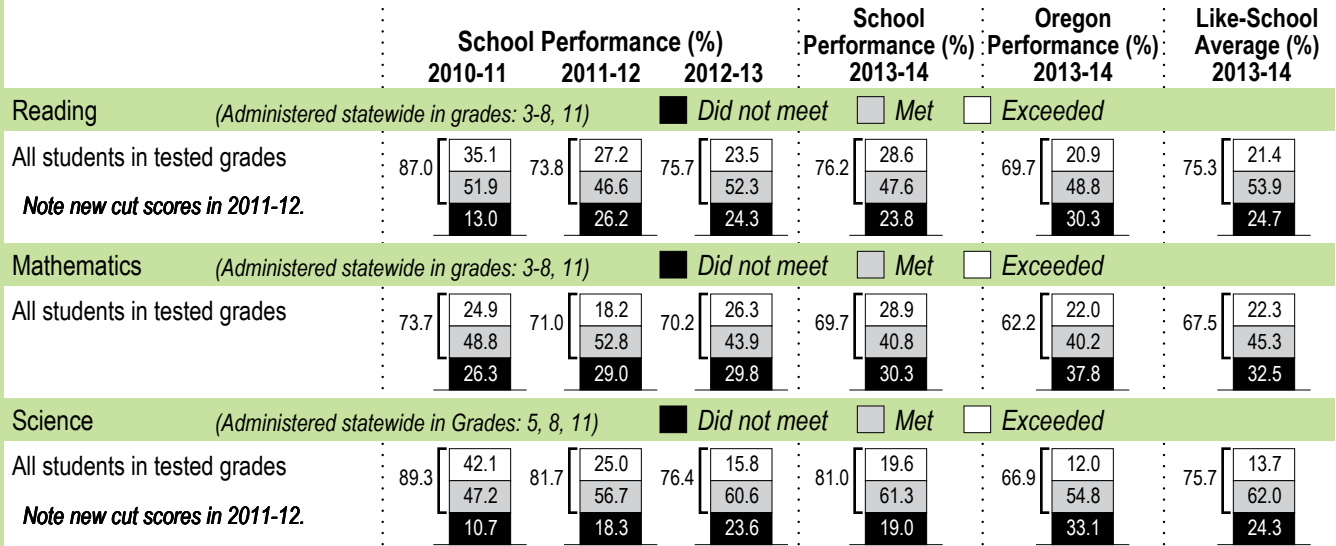 School Performance (%)
2010-11 2011-12 2012-13
School
Performance (%)
2013-14
Oregon
Performance (%)
2013-14
Like-School
Average (%)
2013-14
Reading (Administered statewide in grades: 3-8, 11) Did not meet Met Exceeded
All students in tested grades
Note new cut scores in 2011-12.
87.0 35.1 51.9 13.0
73.8 27.2 46.6 26.2
75.7 23.5 52.3 24.3
76.2 28.6 47.6 23.8
69.7 20.9 48.8 30.3
75.3 21.4 53.9 24.7
Mathematics (Administered statewide in grades: 3-8, 11) Did not meet Met Exceeded
All students in tested grades
73.7 24.9 48.8 26.3
71.0 18.2 52.8 29.0
70.2 26.3 43.9 29.8
69.7 28.9 40.8 30.3
62.2 22.0 40.2 37.8
67.5 22.3 45.3 32.5
Science (Administered statewide in Grades: 5, 8, 11) Did not meet Met Exceeded
All students in tested grades
Note new cut scores in 2011-12.
89.3 42.1 47.2 10.7
81.7 25.0 56.7 18.3
76.4 15.8 60.6 23.6
81.0 19.6 61.3 19.0
66.9 12.0 54.8 33.1
75.7 13.7 62.0 24.3